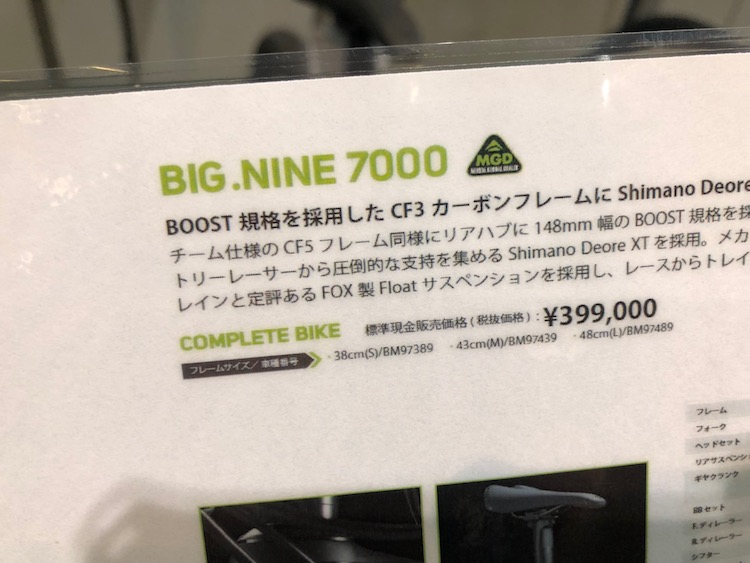 BIG.NINE 7000
MGD
BOOST 規格を採用した CF3 カーボンフレームに Shimano Deore
チーム仕様の CF5 フレーム同様にリアハブに 148mm 幅の BOOST 規格を採
トリーレーサーから圧倒的な支持を集める Shimano Deore XT を採用。メカ
レインと定評ある FOX 製 Float サスペンションを採用し、レースからトレイ
COMPLETE BIKE 標準現金販売価格 ( 税抜価格 ) : ¥399,000
フレームサイズ／車種番号 ・38cm(S)/BM97389 ・43cm(M)/BM97439 ・48cm(L)/BM97489
フレーム
フォーク
ヘッドセット
リアサスペンシ
ギヤクランク
BBセット
F.ディレーラー
R.ディレーラー
シフター